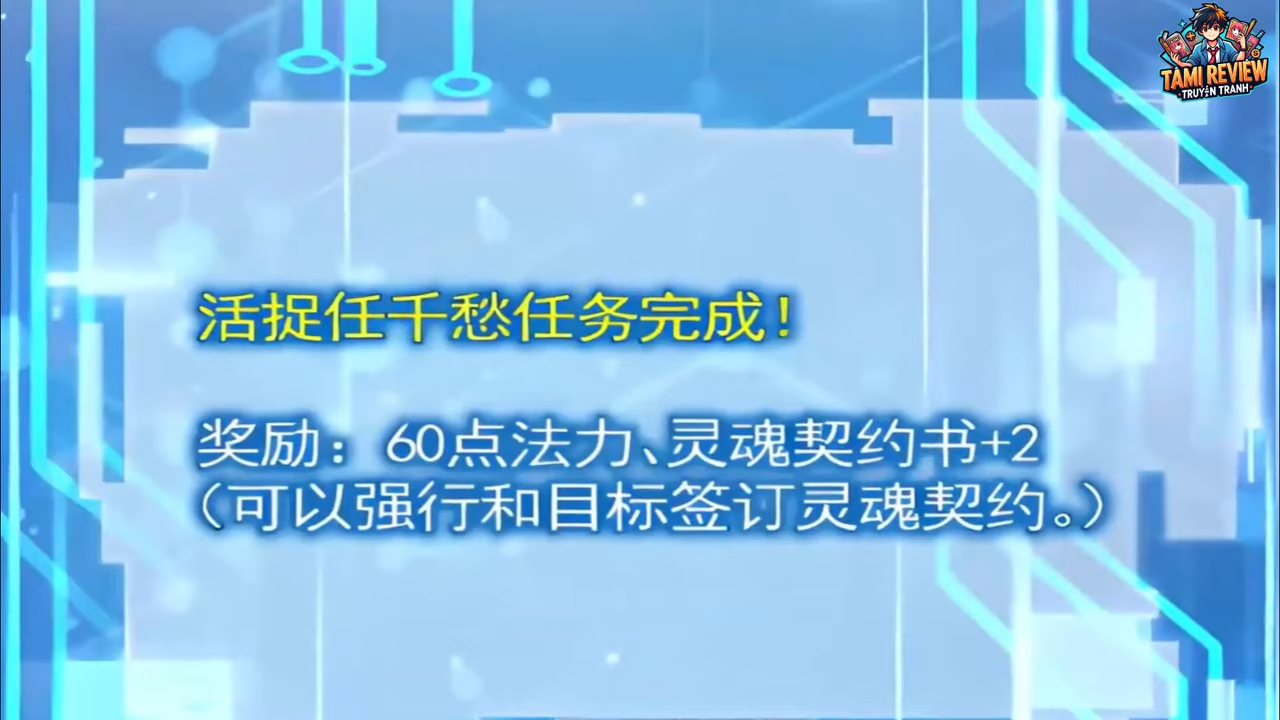 TAMI REVIEW
TRUYỆN TRANH
活捉任千愁任务完成！
奖励：60点法力、灵魂契约书+2
（可以强行和目标签订灵魂契约。）